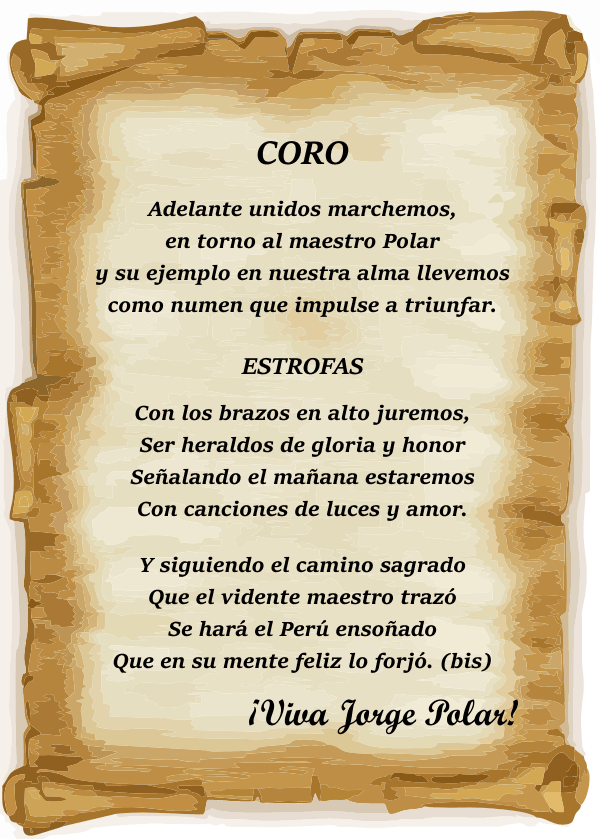 CORO
Adelante unidos marchemos,
en torno al maestro Polar
y su ejemplo en nuestra alma llevemos
como numen que impulse a triunfar.
ESTROFAS
Con los brazos en alto juremos,
Ser heraldos de gloria y honor
Señalando el mañana estaremos
Con canciones de luces y amor.
Y siguiendo el camino sagrado
Que el vidente maestro trazó
Se hará el Perú ensoñado
Que en su mente feliz lo forjó. (bis)
¡Viva Jorge Polar!